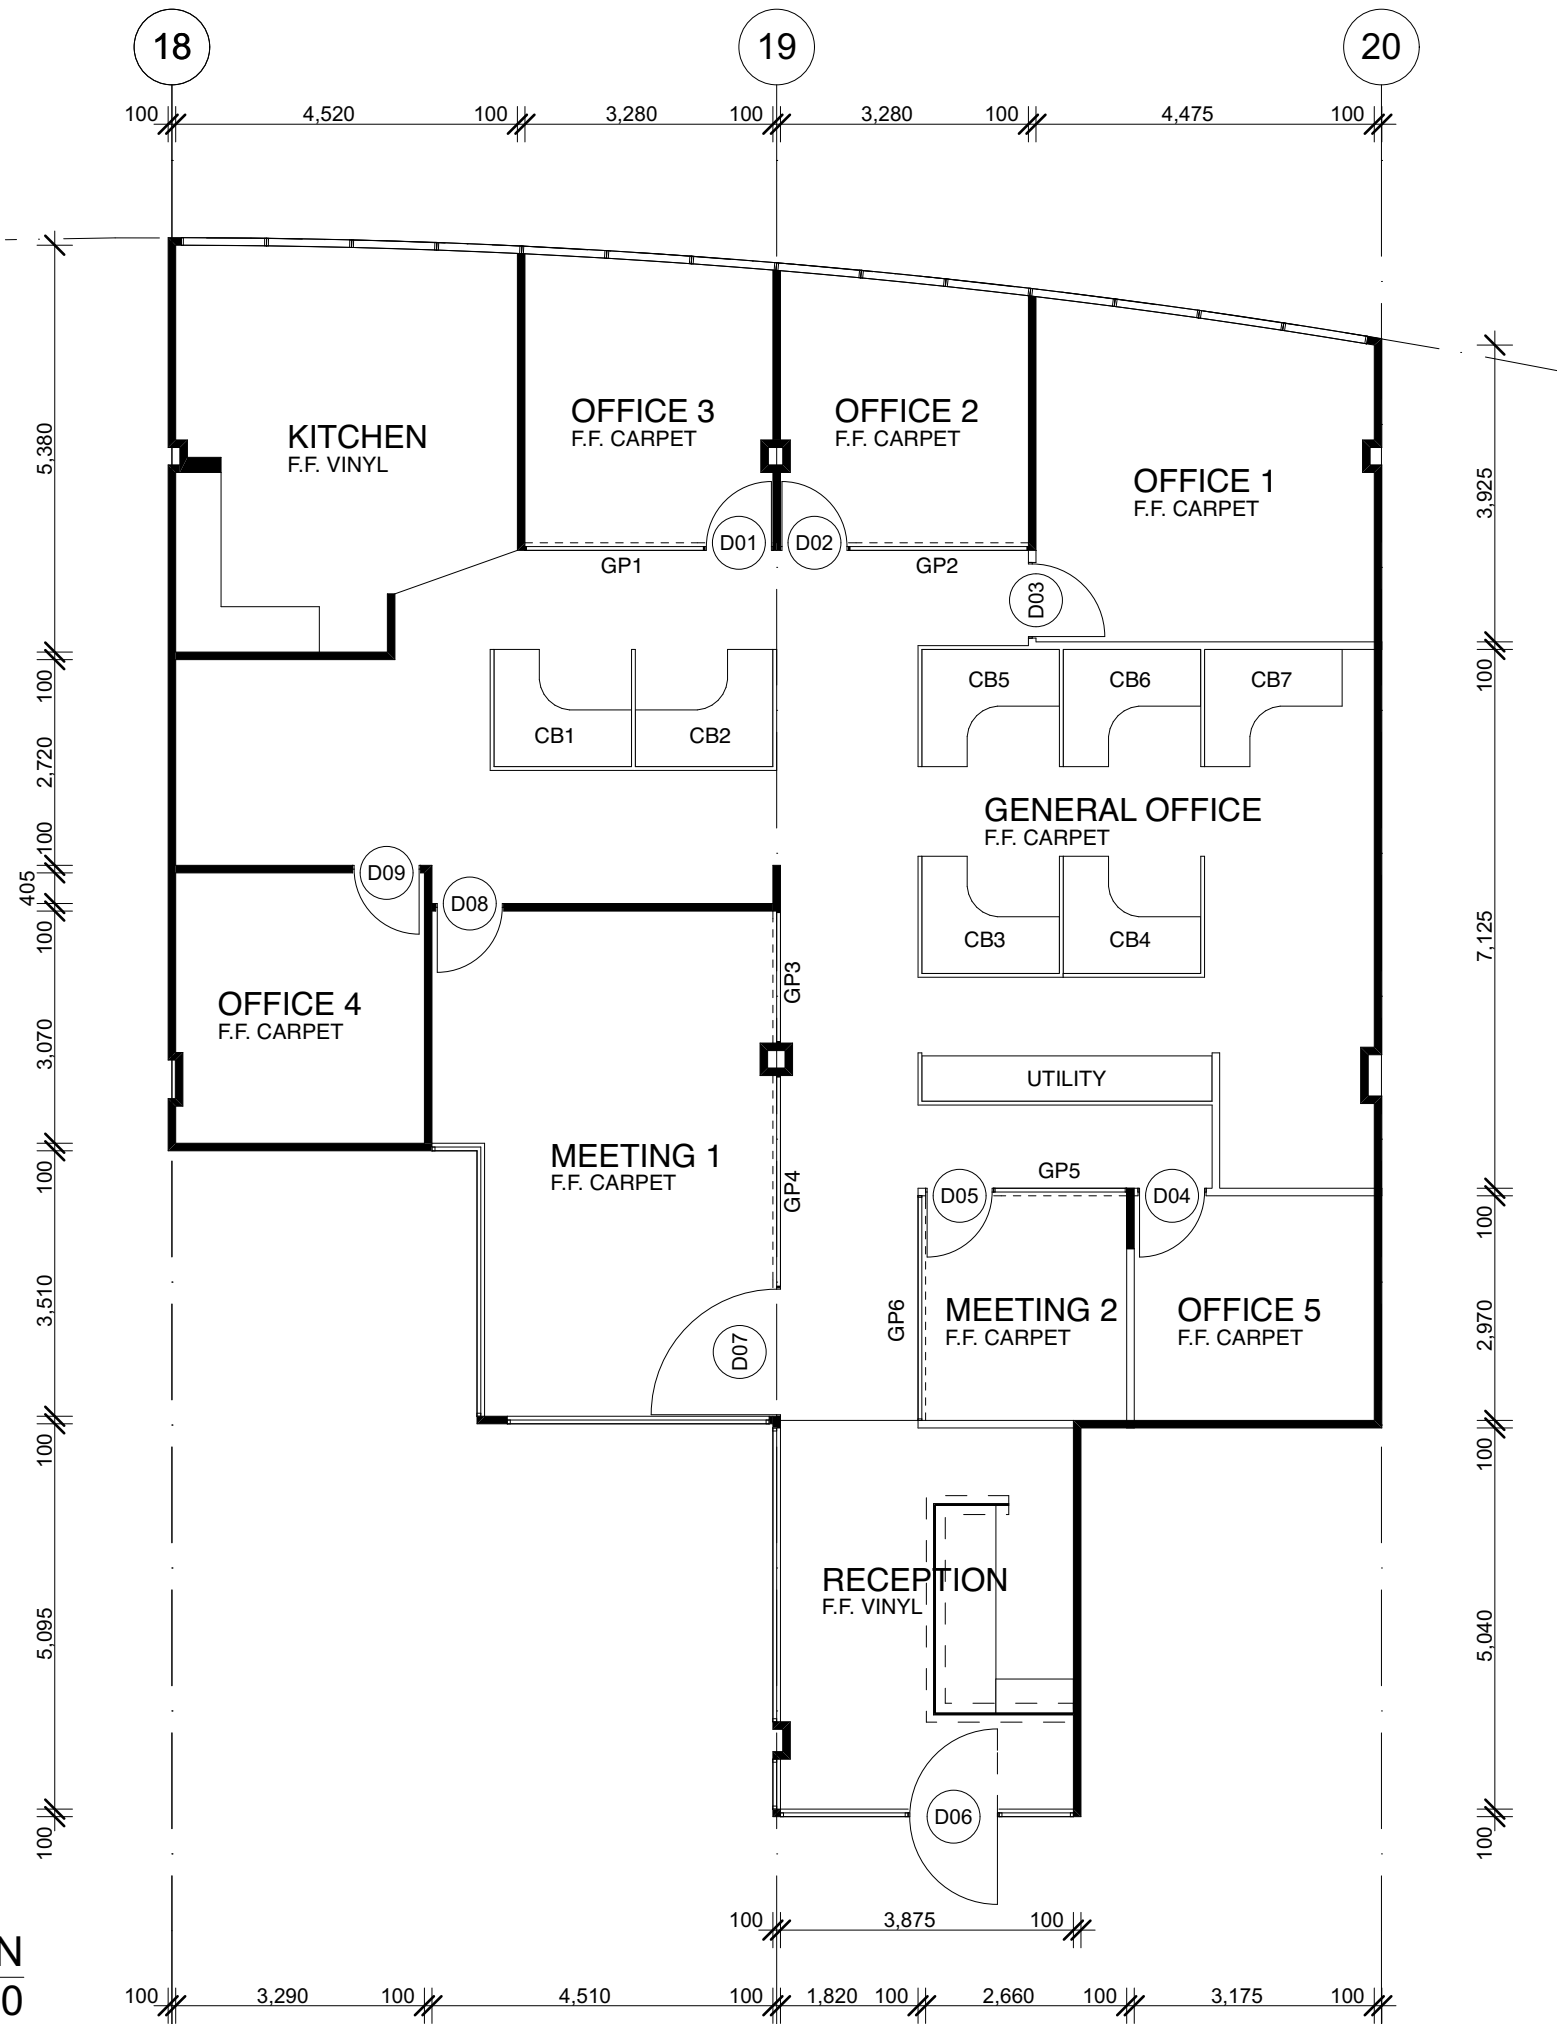 18
19
20
100 4,520 100 3,280 100 3,280 100 4,475 100
5,380
3,925
KITCHEN
F.F. VINYL
OFFICE 3
F.F. CARPET
OFFICE 2
F.F. CARPET
OFFICE 1
F.F. CARPET
D01
D02
GP1
GP2
D03
100
100
CB1
CB2
CB5
CB6
CB7
2,720
GENERAL OFFICE
F.F. CARPET
100
405
100
D09
D08
CB3
CB4
7,125
GP3
OFFICE 4
F.F. CARPET
3,070
UTILITY
MEETING 1
F.F. CARPET
GP4
GP5
D05
D04
100
100
3,510
2,970
GP6
MEETING 2
F.F. CARPET
OFFICE 5
F.F. CARPET
D07
100
100
RECEPTION
F.F. VINYL
5,095
5,040
D06
100
100
100 3,875 100
N
0
100 3,290 100 4,510 100 1,820 100 2,660 100 3,175 100